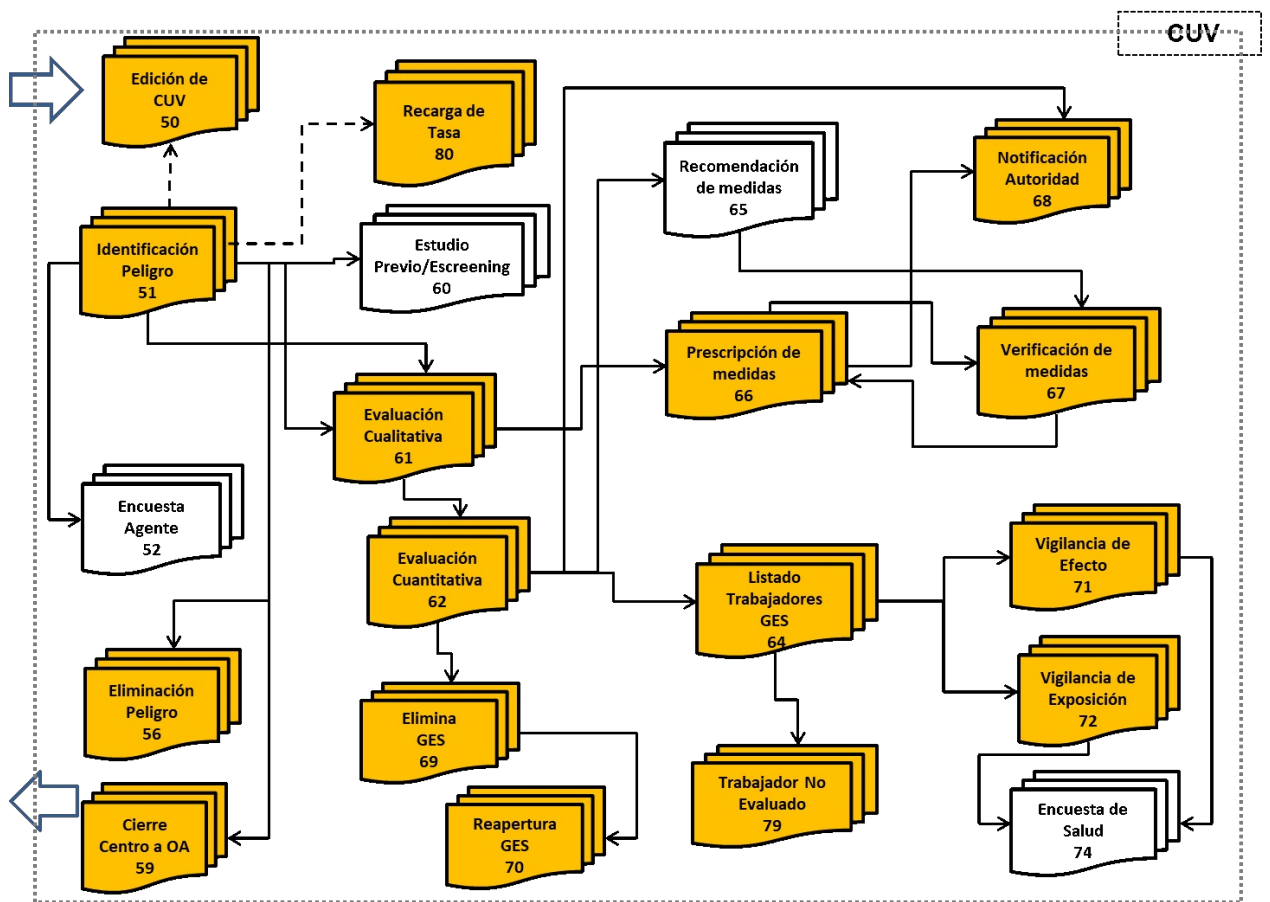 CUV
Edición de
CUV
50
Recarga de
Tasa
80
Recomendación
de medidas
65
Notificación
Autoridad
68
Identificación
Peligro
51
Estudio
Previo/Escreening
60
Prescripción de
medidas
66
Verificación de
medidas
67
Evaluación
Cualitativa
61
Encuesta
Agente
52
Evaluación
Cuantitativa
62
Listado
Trabajadores
GES
64
Vigilancia de
Efecto
71
Eliminación
Peligro
56
Elimina
GES
69
Vigilancia de
Exposición
72
Trabajador No
Evaluado
79
Cierre
Centro a OA
59
Reapertura
GES
70
Encuesta de
Salud
74